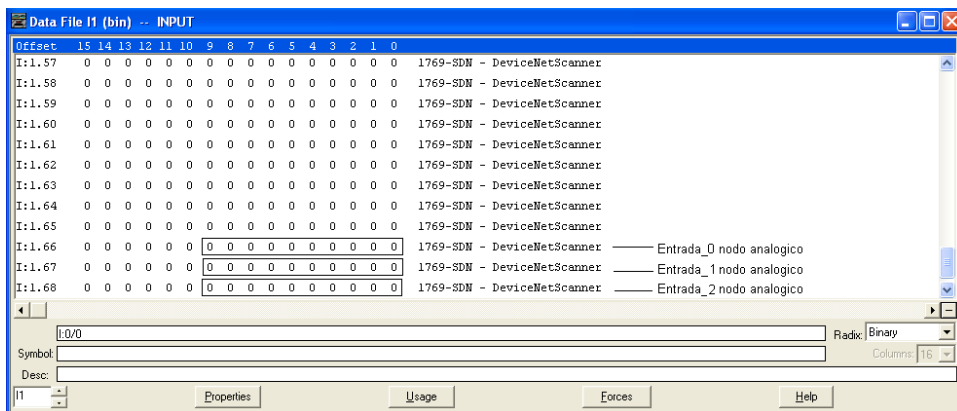 Data File I1 (bin) -- INPUT
Offset 15 14 13 12 11 10 9 8 7 6 5 4 3 2 1 0
I:1.57 0 0 0 0 0 0 0 0 0 0 0 0 0 0 0 0 1769-SDN - DeviceNetScanner
I:1.58 0 0 0 0 0 0 0 0 0 0 0 0 0 0 0 0 1769-SDN - DeviceNetScanner
I:1.59 0 0 0 0 0 0 0 0 0 0 0 0 0 0 0 0 1769-SDN - DeviceNetScanner
I:1.60 0 0 0 0 0 0 0 0 0 0 0 0 0 0 0 0 1769-SDN - DeviceNetScanner
I:1.61 0 0 0 0 0 0 0 0 0 0 0 0 0 0 0 0 1769-SDN - DeviceNetScanner
I:1.62 0 0 0 0 0 0 0 0 0 0 0 0 0 0 0 0 1769-SDN - DeviceNetScanner
I:1.63 0 0 0 0 0 0 0 0 0 0 0 0 0 0 0 0 1769-SDN - DeviceNetScanner
I:1.64 0 0 0 0 0 0 0 0 0 0 0 0 0 0 0 0 1769-SDN - DeviceNetScanner
I:1.65 0 0 0 0 0 0 0 0 0 0 0 0 0 0 0 0 1769-SDN - DeviceNetScanner
I:1.66 0 0 0 0 0 0 0 0 0 0 0 0 0 0 0 0 1769-SDN - DeviceNetScanner Entrada_0 nodo analogico
I:1.67 0 0 0 0 0 0 0 0 0 0 0 0 0 0 0 0 1769-SDN - DeviceNetScanner Entrada_1 nodo analogico
I:1.68 0 0 0 0 0 0 0 0 0 0 0 0 0 0 0 0 1769-SDN - DeviceNetScanner Entrada_2 nodo analogico
I:0/0 Radix: Binary
Symbol: Columns: 16
Desc:
I1 Properties Usage Forces Help